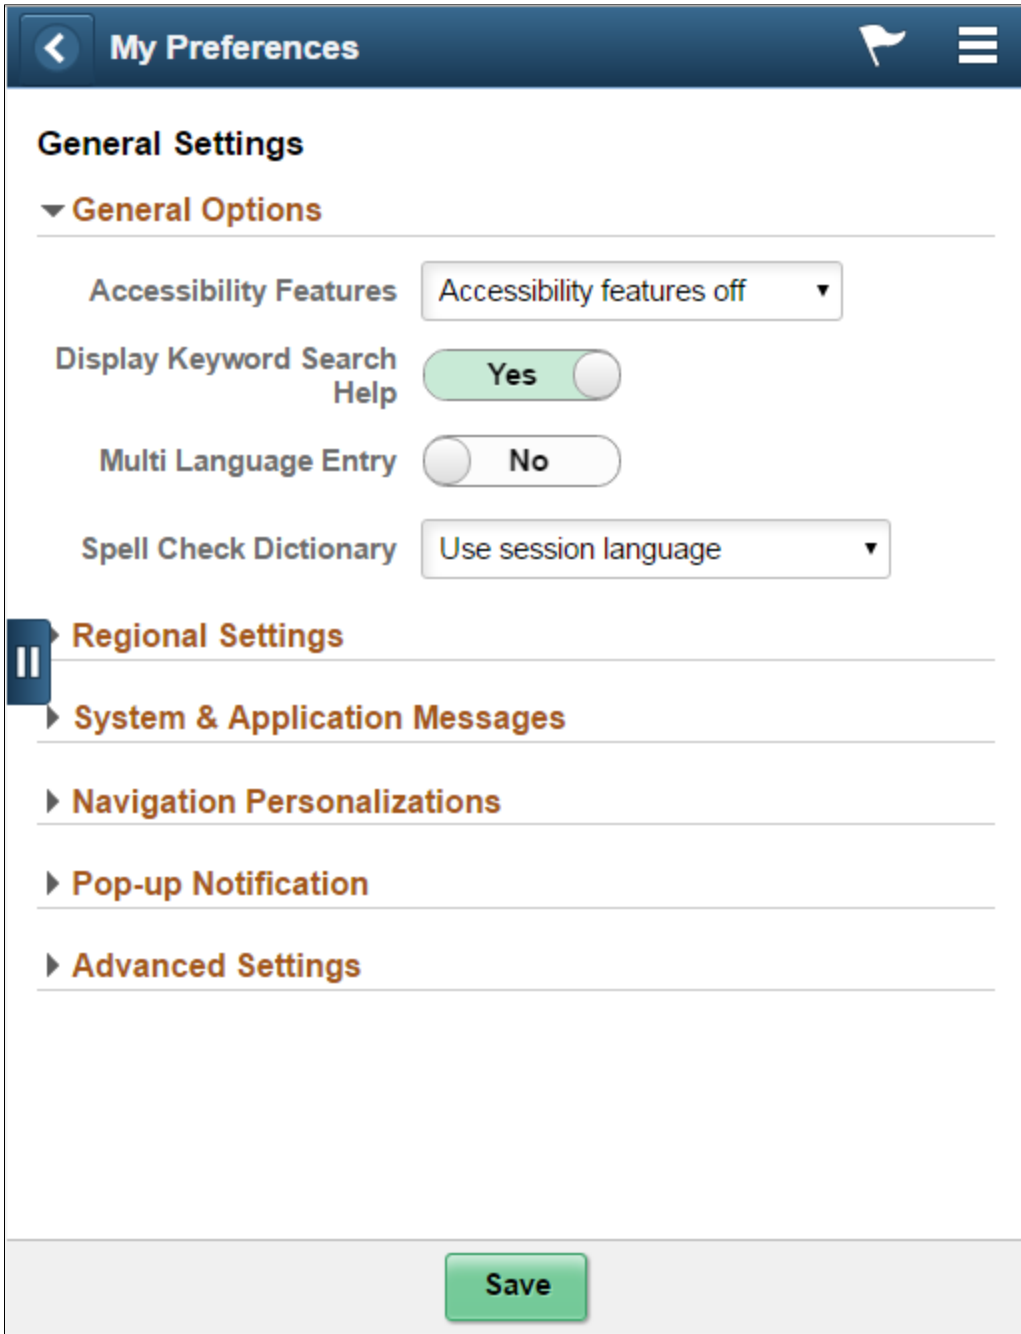 My Preferences
General Settings
General Options
Accessibility Features Accessibility features off
Display Keyword Search
Help Yes
Multi Language Entry No
Spell Check Dictionary Use session language
Regional Settings
System & Application Messages
Navigation Personalizations
Pop-up Notification
Advanced Settings
Save